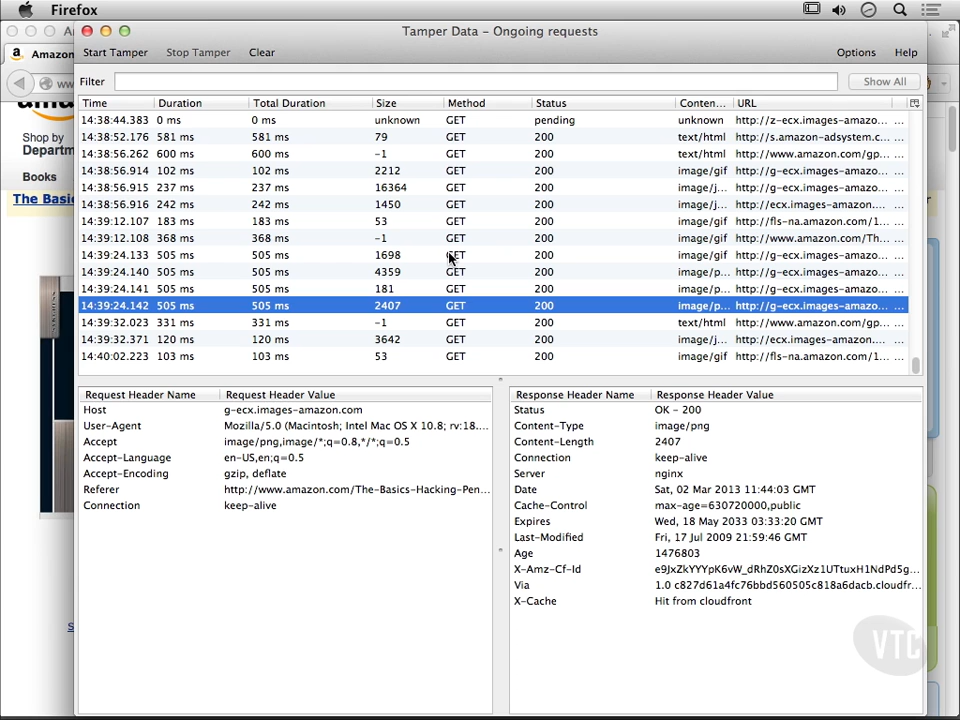 Firefox
Tamper Data – Ongoing requests
Start Tamper Stop Tamper Clear Options Help
Amazon
Filter Show All
Time Duration Total Duration Size Method Status Conten... URL
14:38:44.383 0 ms 0 ms unknown GET pending unknown http://z-ecx.images-amazo... ...
14:38:52.176 581 ms 581 ms 79 GET 200 text/html http://s.amazon-adsystem.c... ...
14:38:56.262 600 ms 600 ms -1 GET 200 text/html http://www.amazon.com/gp... ...
14:38:56.914 102 ms 102 ms 2212 GET 200 image/gif http://g-ecx.images-amazo... ...
14:38:56.915 237 ms 237 ms 16364 GET 200 image/j... http://g-ecx.images-amazo... ...
14:38:56.916 242 ms 242 ms 1450 GET 200 image/j... http://ecx.images-amazon.... ...
14:39:12.107 183 ms 183 ms 53 GET 200 image/gif http://fls-na.amazon.com/1... ...
14:39:12.108 368 ms 368 ms -1 GET 200 image/gif http://www.amazon.com/Th... ...
14:39:24.133 505 ms 505 ms 1698 GET 200 image/gif http://g-ecx.images-amazo... ...
14:39:24.140 505 ms 505 ms 4359 GET 200 image/p... http://g-ecx.images-amazo... ...
14:39:24.141 505 ms 505 ms 181 GET 200 image/p... http://g-ecx.images-amazo... ...
14:39:24.142 505 ms 505 ms 2407 GET 200 image/p... http://g-ecx.images-amazo... ...
14:39:32.023 331 ms 331 ms -1 GET 200 text/html http://www.amazon.com/gp... ...
14:39:32.371 120 ms 120 ms 3642 GET 200 image/j... http://ecx.images-amazon.... ...
14:40:02.223 103 ms 103 ms 53 GET 200 image/gif http://fls-na.amazon.com/1... ...
Shop by
Departm
Books
The Basi
Request Header Name Request Header Value
Host g-ecx.images-amazon.com
User-Agent Mozilla/5.0 (Macintosh; Intel Mac OS X 10.8; rv:18....
Accept image/png,image/*;q=0.8,*/*;q=0.5
Accept-Language en-US,en;q=0.5
Accept-Encoding gzip, deflate
Referer http://www.amazon.com/The-Basics-Hacking-Pen...
Connection keep-alive
Response Header Name Response Header Value
Status OK - 200
Content-Type image/png
Content-Length 2407
Connection keep-alive
Server nginx
Date Sat, 02 Mar 2013 11:44:03 GMT
Cache-Control max-age=630720000,public
Expires Wed, 18 May 2033 03:33:20 GMT
Last-Modified Fri, 17 Jul 2009 21:59:46 GMT
Age 1476803
X-Amz-Cf-Id e9JxZkYYYpK6vW_dRhZ0sXGizXz1UTtuxH1NdPd5g...
Via 1.0 c827d61a4fc76bbd560505c818a6dacb.cloudfr...
X-Cache Hit from cloudfront
VTC